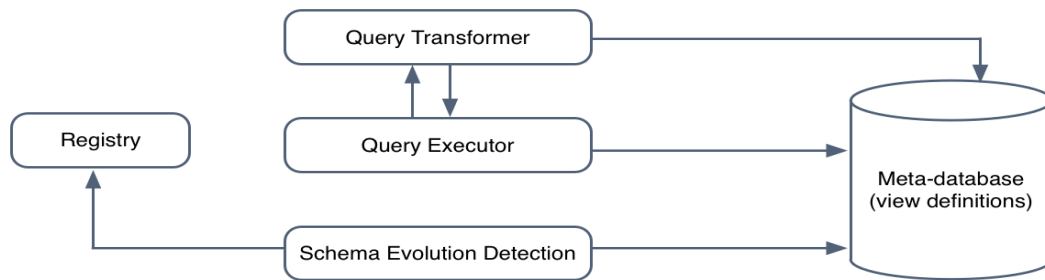 Query Transformer
Registry
Query Executor
Meta-database
(view definitions)
Schema Evolution Detection